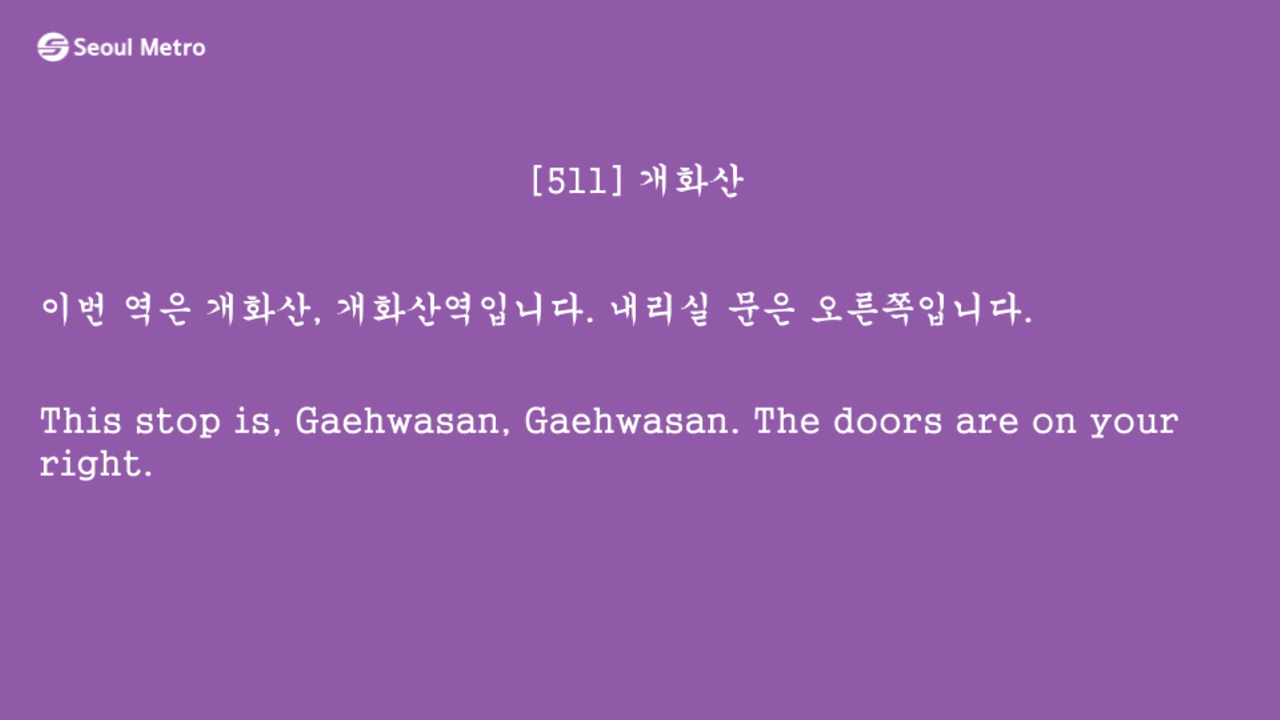 Seoul Metro
[511] 개화산
이번 역은 개화산, 개화산역입니다. 내리실 문은 오른쪽입니다.
This stop is, Gaehwasan, Gaehwasan. The doors are on your
right.